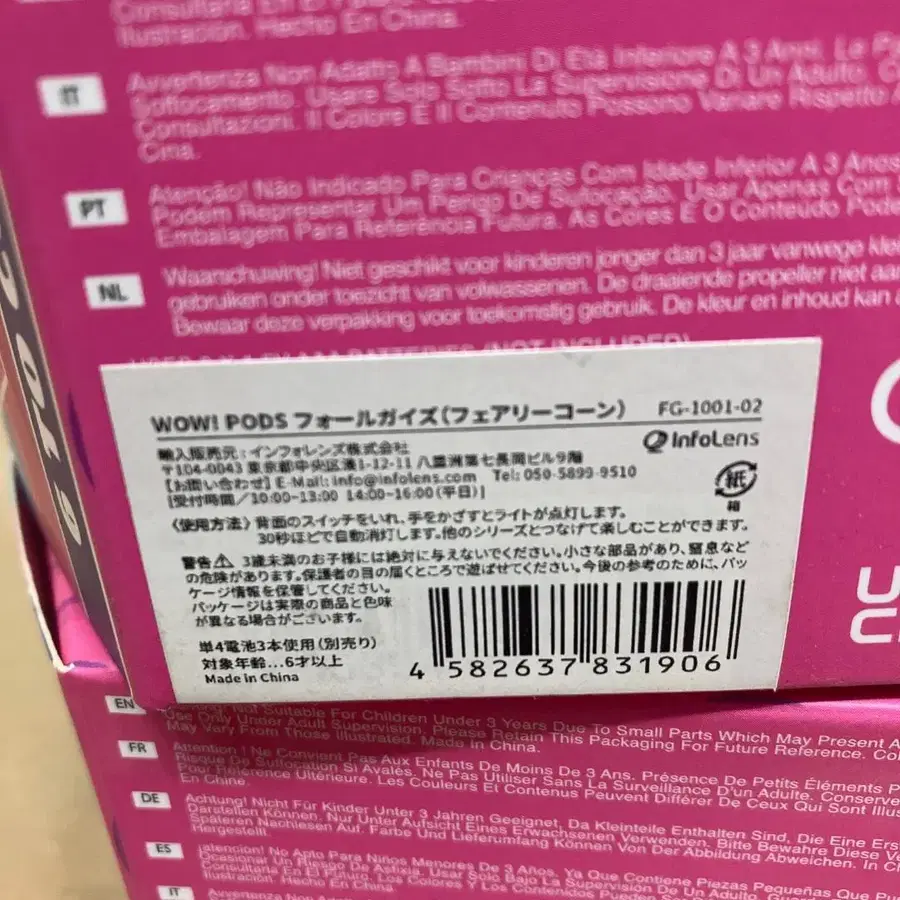 Consultaria En El Futuro. Los Colores Y Los
Ilustración. Hecho En China.
IT
Avvertenza Non Adatto A Bambini Di Età Inferiore A 3 Anni. Le
Soffocamento. Usare Solo Sotto La Supervisione Di Un Adulto.
Consultazioni. Il Colore E Il Contenuto Possono Variare Rispetto
Cina.
PT
Atenção! Não Indicado Para Crianças Com Idade Inferior A 3 Anos
Podem Representar Um Perigo De Sufocação. Usar Apenas Com
Embalagem Para Referência Futura. As Cores E O Conteúdo
NL
Waarschuwing! Niet geschikt voor kinderen jonger dan 3 jaar vanwege
gebruiken onder toezicht van volwassenen. De draaiende propeller niet
Bewaar deze verpakking voor toekomstig gebruik. De kleur en inhoud kan
WOW! PODS フォールガイズ(フェアリーコーン) FG-1001-02
輸入販売元:インフォレンズ株式会社
InfoLens
〒104-0043 東京都中央区湊1-12-11 八重洲第七長岡ビル9階
【お問い合わせ】E-Mail: info@infolens.com Tel: 050-5899-9510
[受付時間/10:00~13:00 14:00~16:00(平日)]
紙
箱
〈使用方法〉背面のスイッチをいれ、手をかざすとライトが点灯します。
30秒ほどで自動消灯します。他のシリーズとつなげて楽しむことができます。
警告⚠ 3歳未満のお子様には絶対に与えないでください。小さな部品があり、窒息など
の危険があります。保護者の目の届くところで遊ばせてください。今後の参考のために、パッ
ケージ情報を保管してください。
パッケージは実際の商品と色味
が異なる場合がございます。
単4電池3本使用(別売り)
対象年齢...6才以上
Made in China
4 582637 831906
EN
Not Suitable For Children Under 3 Years Due To Small Parts Which May Present A
Use Only Under Adult Supervision. Please Retain This Packaging For Future Reference.
May Vary From Those Illustrated. Made In China.
FR
Attention ! Ne Convient Pas Aux Enfants De Moins De 3 Ans. Présence De Petits Éléments
Risque De Suffocation Si Avalés. Ne Pas Utiliser Sans La Surveillance D'un Adulte.
Pour Référence Ultérieure. Les Couleurs Et Contenus Peuvent Différer De Ceux Qui Sont
En Chine.
DE
Achtung! Nicht Für Kinder Unter 3 Jahren Geeignet, Da Kleinteile Enthalten Sind, Die Eine
Darstellen Können. Nur Unter Aufsicht Eines Erwachsenen Verwenden. Bitte Bewahren Diese
Späteren Nachlesen Auf. Farbe Und Lieferumfang Können Von Der Abbildung Abweichen. In
Hergestellt.
ES
¡atencion! No Apto Para Niños Menores De 3 Años, Ya Que Contiene Piezas Pequeñas Que
Ocasionar Un Riesgo De Asfixia. Usar Solo Bajo La Supervisión De Un Adulto.
Consultaria En El Futuro. Los Colores Y Los Contenidos Pueden
Ilustración. Hecho En China.
IT
Avvertenza Non Adatto